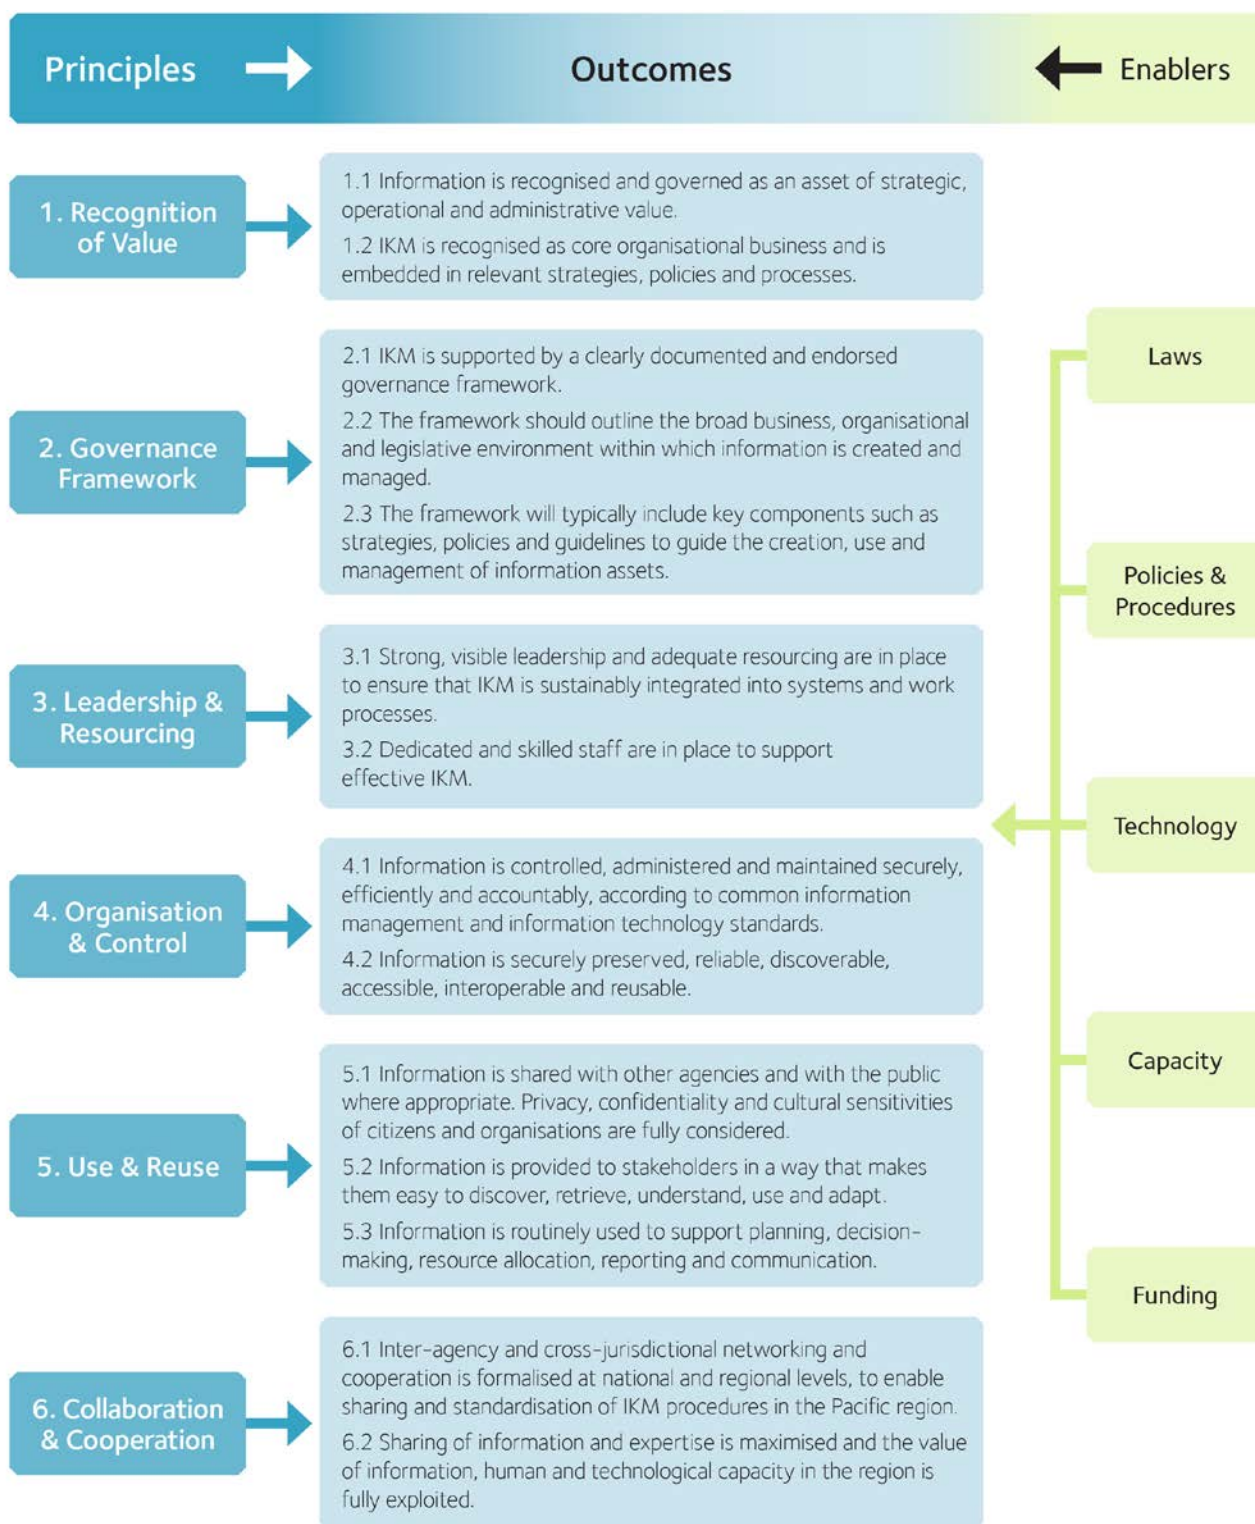 Principles
Outcomes
Enablers
1. Recognition
of Value
1.1 Information is recognised and governed as an asset of strategic,
operational and administrative value.
1.2 IKM is recognised as core organisational business and is
embedded in relevant strategies, policies and processes.
2. Governance
Framework
2.1 IKM is supported by a clearly documented and endorsed
governance framework.
2.2 The framework should outline the broad business, organisational
and legislative environment within which information is created and
managed.
2.3 The framework will typically include key components such as
strategies, policies and guidelines to guide the creation, use and
management of information assets.
3. Leadership &
Resourcing
3.1 Strong, visible leadership and adequate resourcing are in place
to ensure that IKM is sustainably integrated into systems and work
processes.
3.2 Dedicated and skilled staff are in place to support
effective IKM.
4. Organisation
& Control
4.1 Information is controlled, administered and maintained securely,
efficiently and accountably, according to common information
management and information technology standards.
4.2 Information is securely preserved, reliable, discoverable,
accessible, interoperable and reusable.
5. Use & Reuse
5.1 Information is shared with other agencies and with the public
where appropriate. Privacy, confidentiality and cultural sensitivities
of citizens and organisations are fully considered.
5.2 Information is provided to stakeholders in a way that makes
them easy to discover, retrieve, understand, use and adapt.
5.3 Information is routinely used to support planning, decision-
making, resource allocation, reporting and communication.
6. Collaboration
& Cooperation
6.1 Inter-agency and cross-jurisdictional networking and
cooperation is formalised at national and regional levels, to enable
sharing and standardisation of IKM procedures in the Pacific region.
6.2 Sharing of information and expertise is maximised and the value
of information, human and technological capacity in the region is
fully exploited.
Laws
Policies &
Procedures
Technology
Capacity
Funding